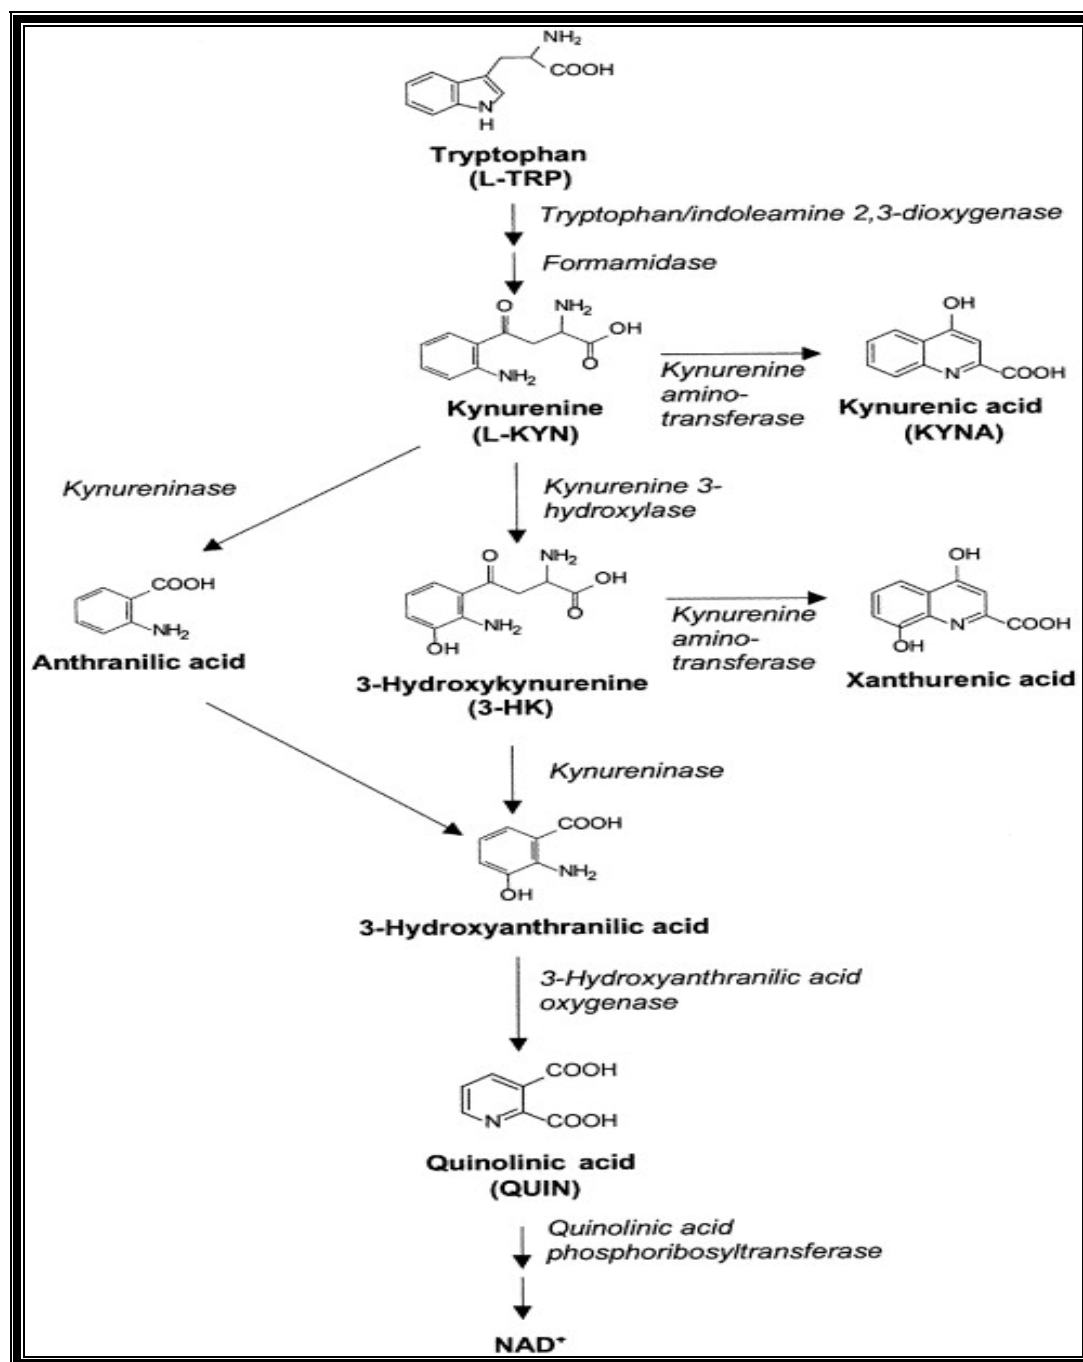 NH2
COOH
N
H
Tryptophan
(L-TRP)
Tryptophan/indoleamine 2,3-dioxygenase
Formamidase
O
NH2
OH
O
NH2
Kynurenine
(L-KYN)
Kynurenine
amino-
transferase
OH
N
COOH
Kynurenic acid
(KYNA)
Kynureninase
Kynurenine 3-
hydroxylase
COOH
NH2
Anthranilic acid
O
NH2
OH
O
NH2
OH
3-Hydroxykynurenine
(3-HK)
Kynurenine
amino-
transferase
OH
N
COOH
OH
Xanthurenic acid
Kynureninase
COOH
NH2
OH
3-Hydroxyanthranilic acid
3-Hydroxyanthranilic acid
oxygenase
COOH
N
COOH
Quinolinic acid
(QUIN)
Quinolinic acid
phosphoribosyltransferase
NAD+